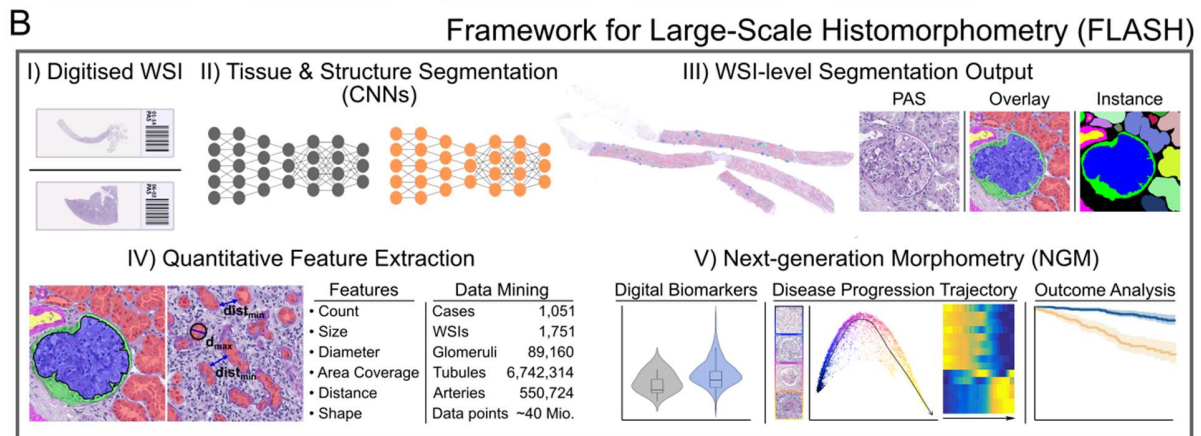 B
Framework for Large-Scale Histomorphometry (FLASH)
I) Digitised WSI
II) Tissue & Structure Segmentation
(CNNs)
III) WSI-level Segmentation Output
PAS
Overlay
Instance
PAS
PAS
IV) Quantitative Feature Extraction
dist min
d max
dist min
Features
• Count
• Size
• Diameter
• Area Coverage
• Distance
• Shape
Data Mining
Cases 1,051
WSIs 1,751
Glomeruli 89,160
Tubules 6,742,314
Arteries 550,724
Data points ~40 Mio.
V) Next-generation Morphometry (NGM)
Digital Biomarkers
Disease Progression Trajectory
Outcome Analysis